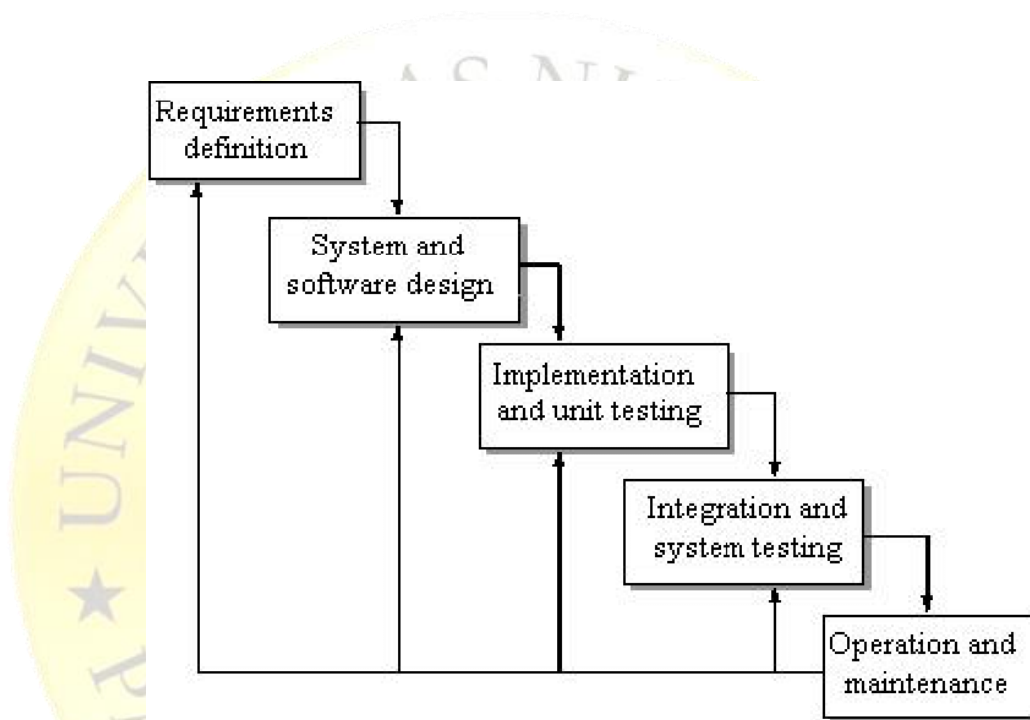 Requirements
definition
System and
software design
Implementation
and unit testing
Integration and
system testing
Operation and
maintenance